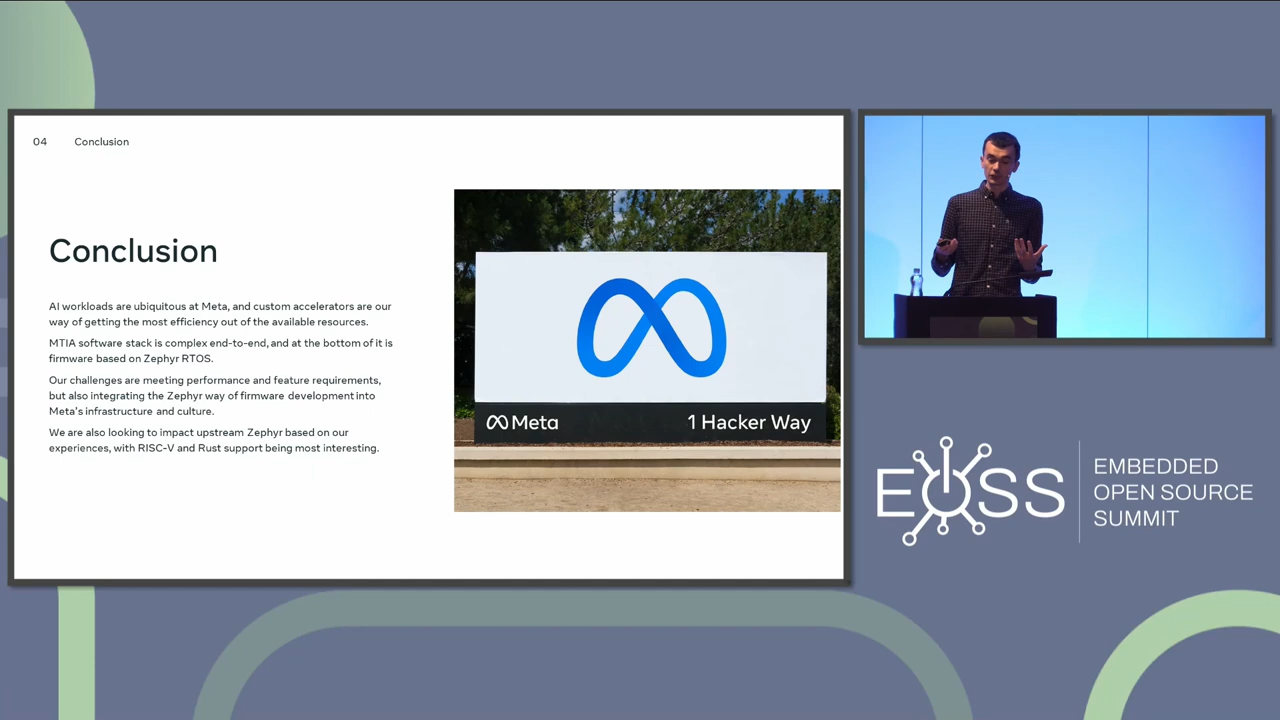 04 Conclusion
Conclusion
AI workloads are ubiquitous at Meta, and custom accelerators are our
way of getting the most efficiency out of the available resources.
MTIA software stack is complex end-to-end, and at the bottom of it is
firmware based on Zephyr RTOS.
Our challenges are meeting performance and feature requirements,
but also integrating the Zephyr way of firmware development into
Meta's infrastructure and culture.
We are also looking to impact upstream Zephyr based on our
experiences, with RISC-V and Rust support being most interesting.
Meta 1 Hacker Way
EOSS
EMBEDDED
OPEN SOURCE
SUMMIT